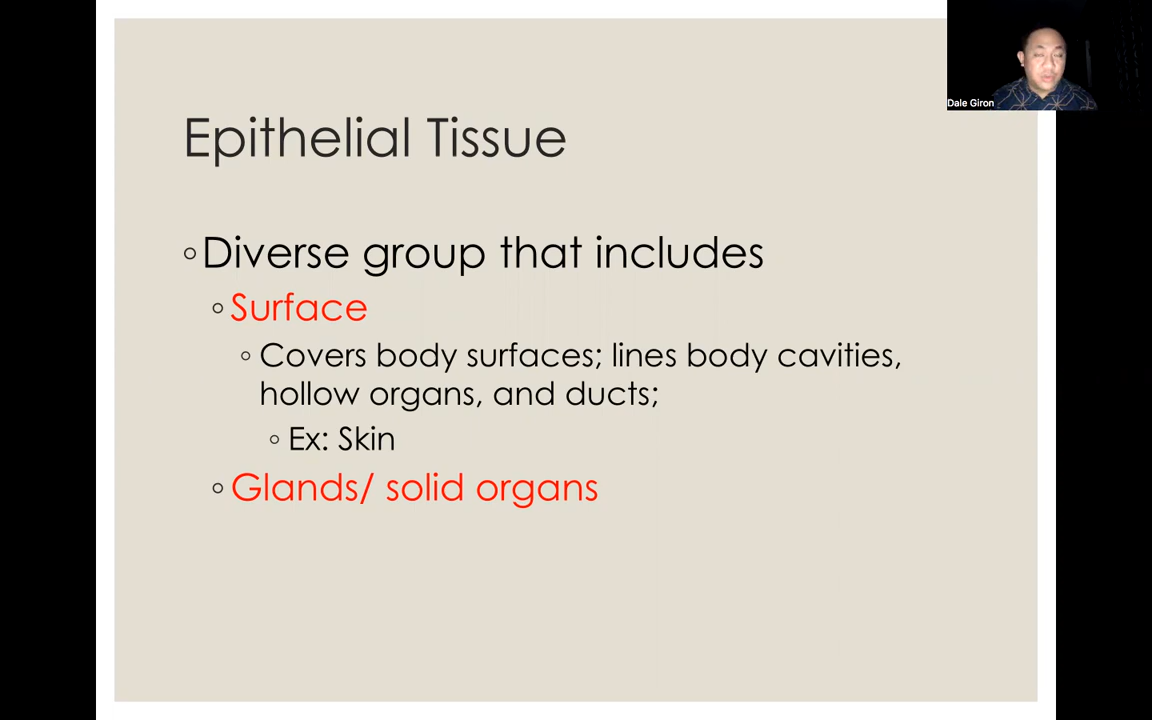 Dale Giron
Epithelial Tissue
◦Diverse group that includes
◦Surface
◦Covers body surfaces; lines body cavities,
hollow organs, and ducts;
◦Ex: Skin
◦Glands/ solid organs